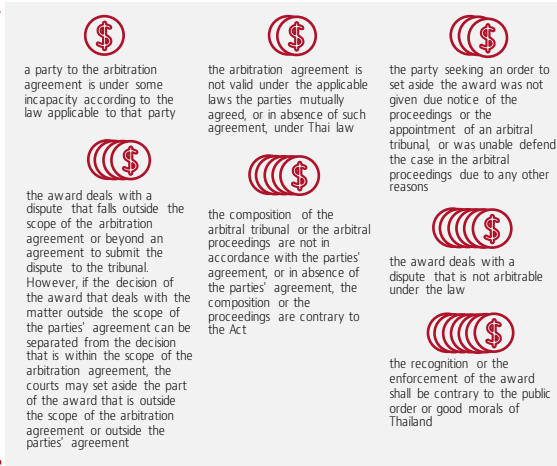 a party to the arbitration
agreement is under some
incapacity according to the
law applicable to that party
the arbitration agreement is
not valid under the applicable
laws the parties mutually
agreed, or in absence of such
agreement, under Thai law
the party seeking an order to
set aside the award was not
given due notice of the
proceedings or the
appointment of an arbitral
tribunal, or was unable defend
the case in the arbitral
proceedings due to any other
reasons
the award deals with a
dispute that falls outside the
scope of the arbitration
agreement or beyond an
agreement to submit the
dispute to the tribunal.
However, if the decision of
the award that deals with the
matter outside the scope of
the parties' agreement can be
separated from the decision
that is within the scope of the
arbitration agreement, the
courts may set aside the part
of the award that is outside
the scope of the arbitration
agreement or outside the
parties' agreement
the composition of the
arbitral tribunal or the arbitral
proceedings are not in
accordance with the parties'
agreement, or in absence of
the parties' agreement, the
composition or the
proceedings are contrary to
the Act
the award deals with a
dispute that is not arbitrable
under the law
the recognition or the
enforcement of the award
shall be contrary to the public
order or good morals of
Thailand